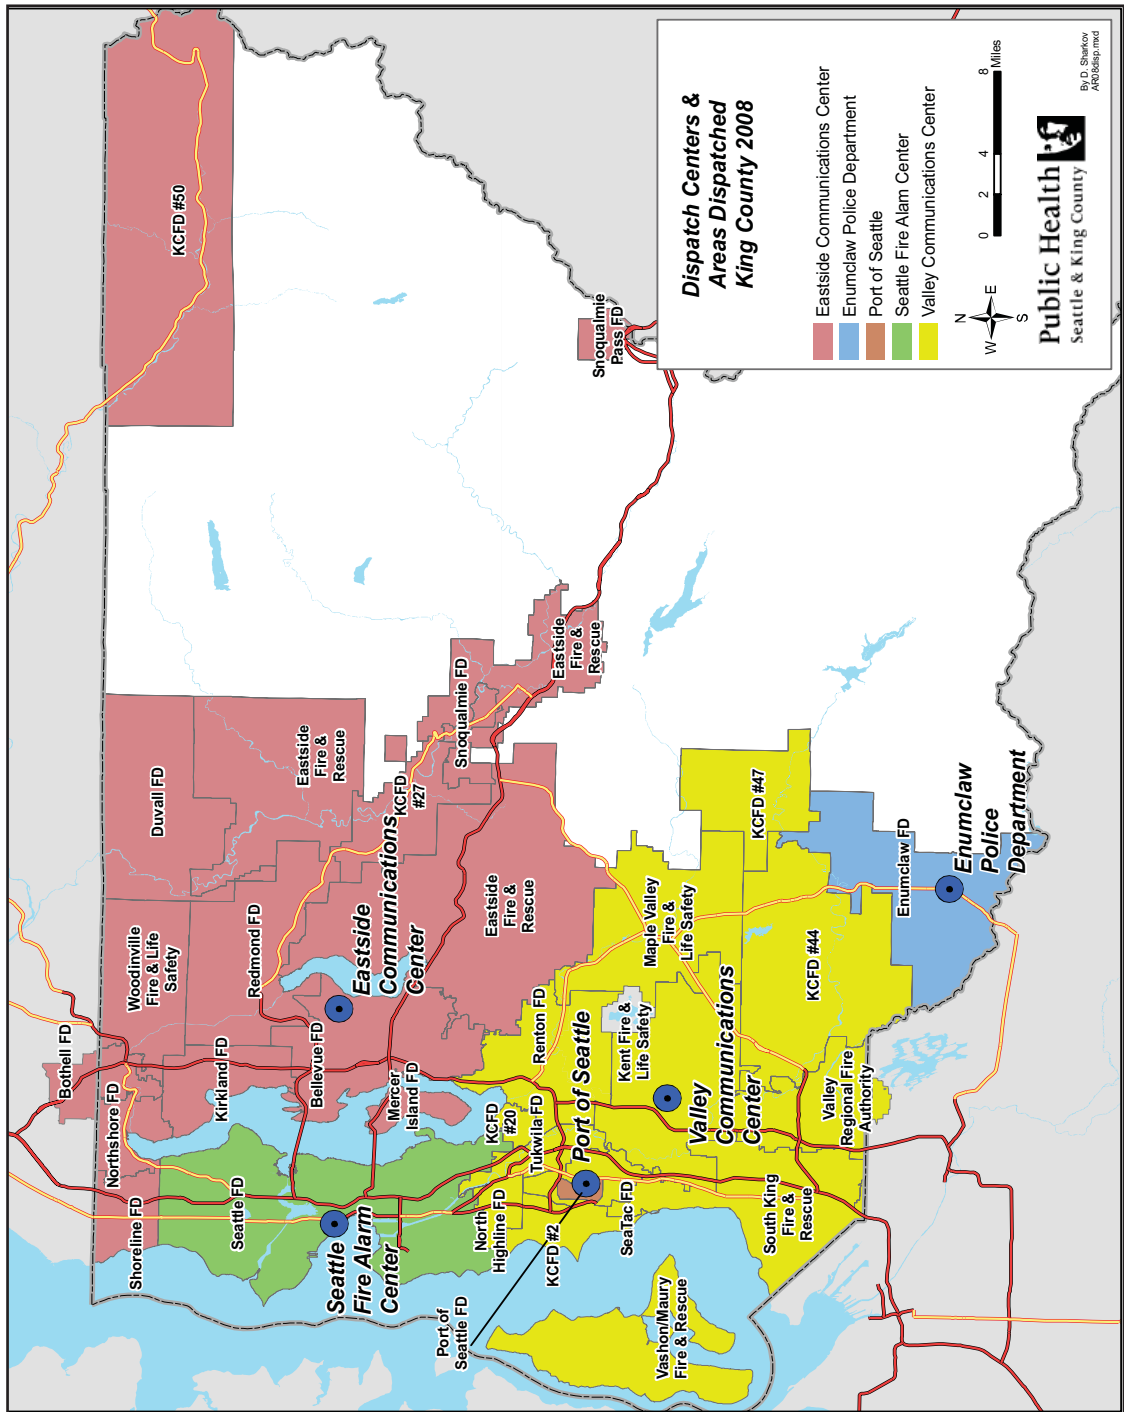 Dispatch Centers &
Areas Dispatched
King County 2008
Eastside Communications Center
Enumclaw Police Department
Port of Seattle
Seattle Fire Alam Center
Valley Communications Center
0
2
4
8
Miles
N
W
E
S
Public Health
Seattle & King County
By D. Sharkov
AR08disp.mxd
KCFD #50
Snoqualmie
Pass FD
Bothell FD
Northshore FD
Shoreline FD
Woodinville
Fire & Life
Safety
Duvall FD
Kirkland FD
Redmond FD
Eastside
Fire &
Rescue
Seattle FD
Bellevue FD
Eastside
Communications
Center
KCFD
#27
Snoqualmie FD
Seattle
Fire Alarm
Center
Mercer
Island FD
Eastside
Fire &
Rescue
Eastside
Fire &
Rescue
Port of
Seattle FD
North
Highline FD
KCFD
#20
Tukwila FD
Renton FD
KCFD #2
Port of Seattle
SeaTac FD
Kent Fire &
Life Safety
Maple Valley
Fire &
Life Safety
Vashon/Maury
Fire & Rescue
Valley
Communications
Center
KCFD #47
South King
Fire &
Rescue
Valley
Regional Fire
Authority
KCFD #44
Enumclaw FD
Enumclaw
Police
Department